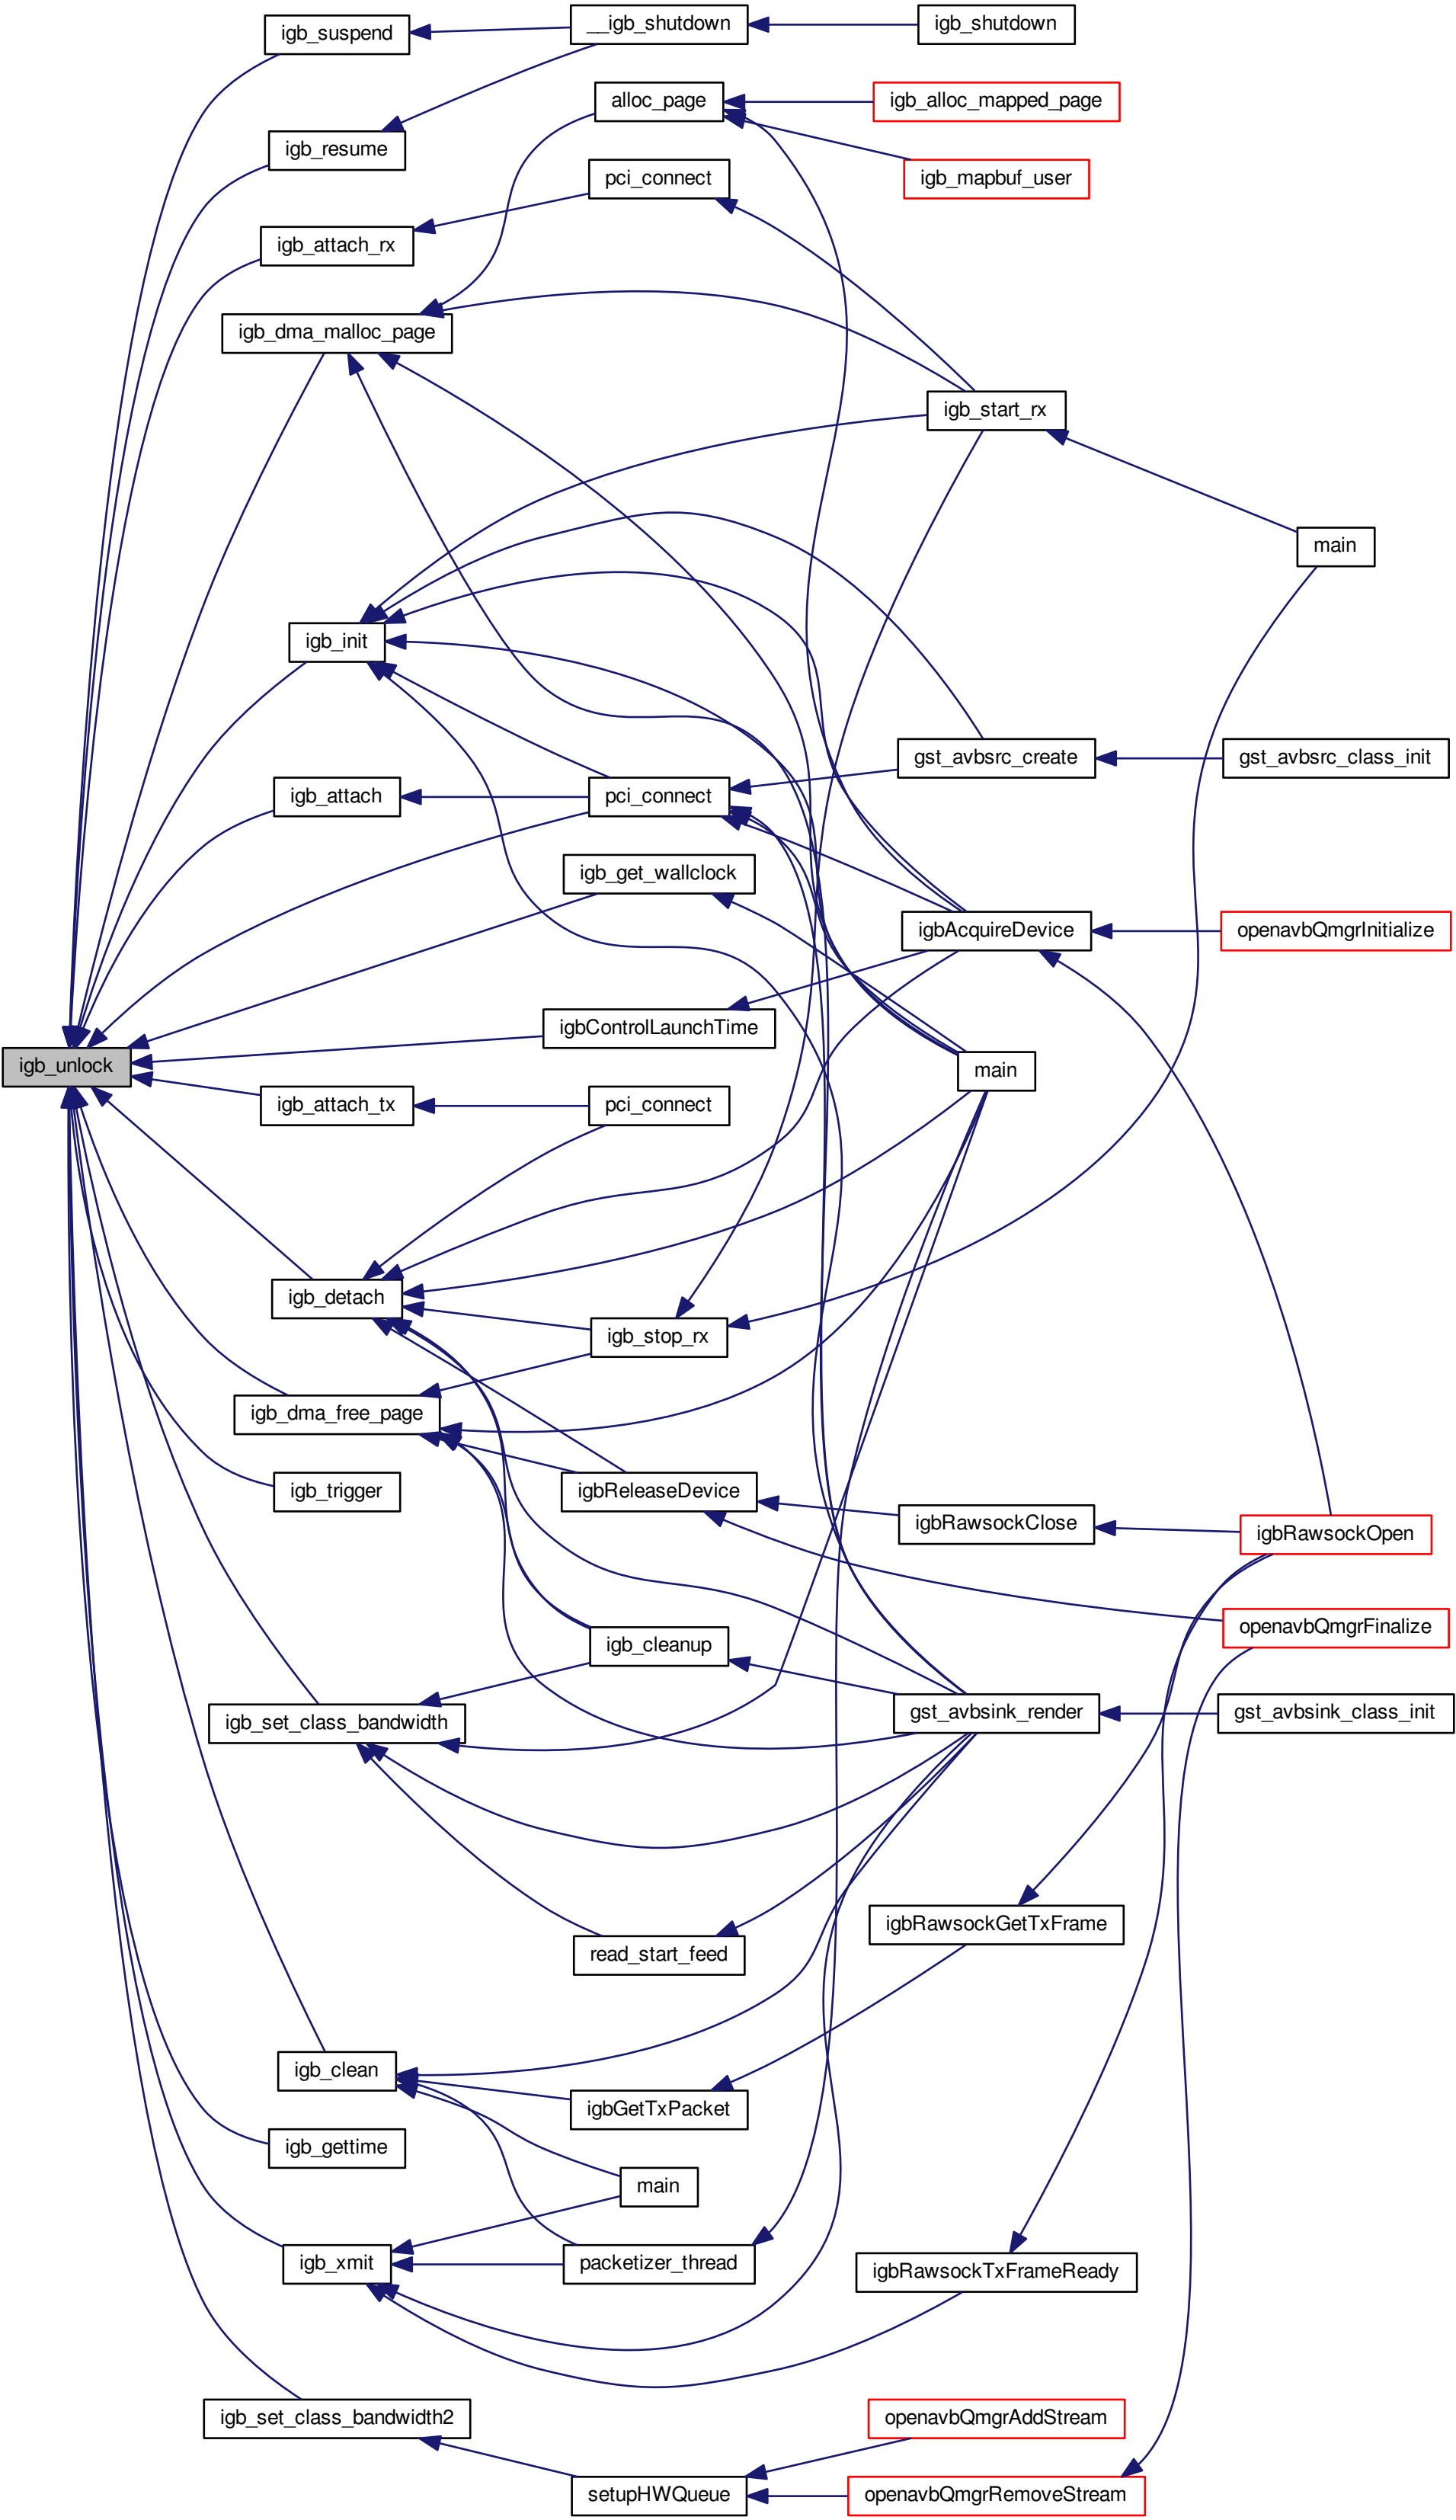 igb_suspend
__igb_shutdown
igb_shutdown
alloc_page
igb_alloc_mapped_page
igb_resume
pci_connect
igb_mapbuf_user
igb_attach_rx
igb_dma_malloc_page
igb_start_rx
main
igb_init
gst_avbsrc_create
gst_avbsrc_class_init
igb_attach
pci_connect
igb_get_wallclock
igbAcquireDevice
openavbQmgrInitialize
igbControlLaunchTime
igb_unlock
main
igb_attach_tx
pci_connect
igb_detach
igb_stop_rx
igb_dma_free_page
igb_trigger
igbReleaseDevice
igbRawsockClose
igbRawsockOpen
openavbQmgrFinalize
igb_cleanup
igb_set_class_bandwidth
gst_avbsink_render
gst_avbsink_class_init
igbRawsockGetTxFrame
read_start_feed
igb_clean
igbGetTxPacket
igb_gettime
main
igb_xmit
packetizer_thread
igbRawsockTxFrameReady
igb_set_class_bandwidth2
openavbQmgrAddStream
setupHWQueue
openavbQmgrRemoveStream